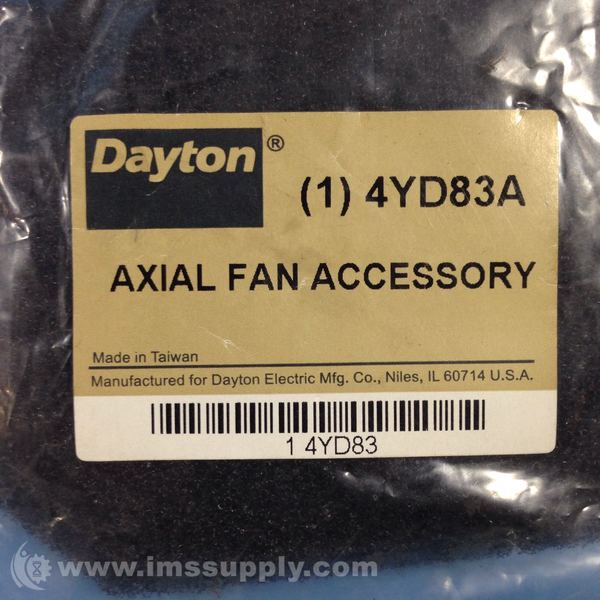 Dayton®
(1) 4YD83A
AXIAL FAN ACCESSORY
Made in Taiwan
Manufactured for Dayton Electric Mfg. Co., Niles, IL 60714 U.S.A.
1 4YD83
www.imssupply.com